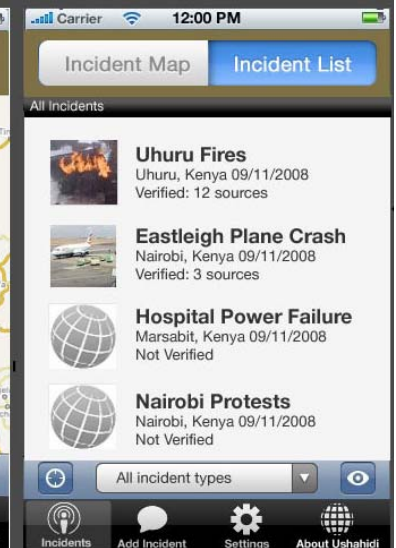 Carrier 12:00 PM
Incident Map Incident List
All Incidents
Uhuru Fires
Uhuru, Kenya 09/11/2008
Verified: 12 sources
Eastleigh Plane Crash
Nairobi, Kenya 09/11/2008
Verified: 3 sources
Hospital Power Failure
Marsabit, Kenya 09/11/2008
Not Verified
Nairobi Protests
Nairobi, Kenya 09/11/2008
Not Verified
All incident types
Incidents Add Incident Settings About Ushahidi